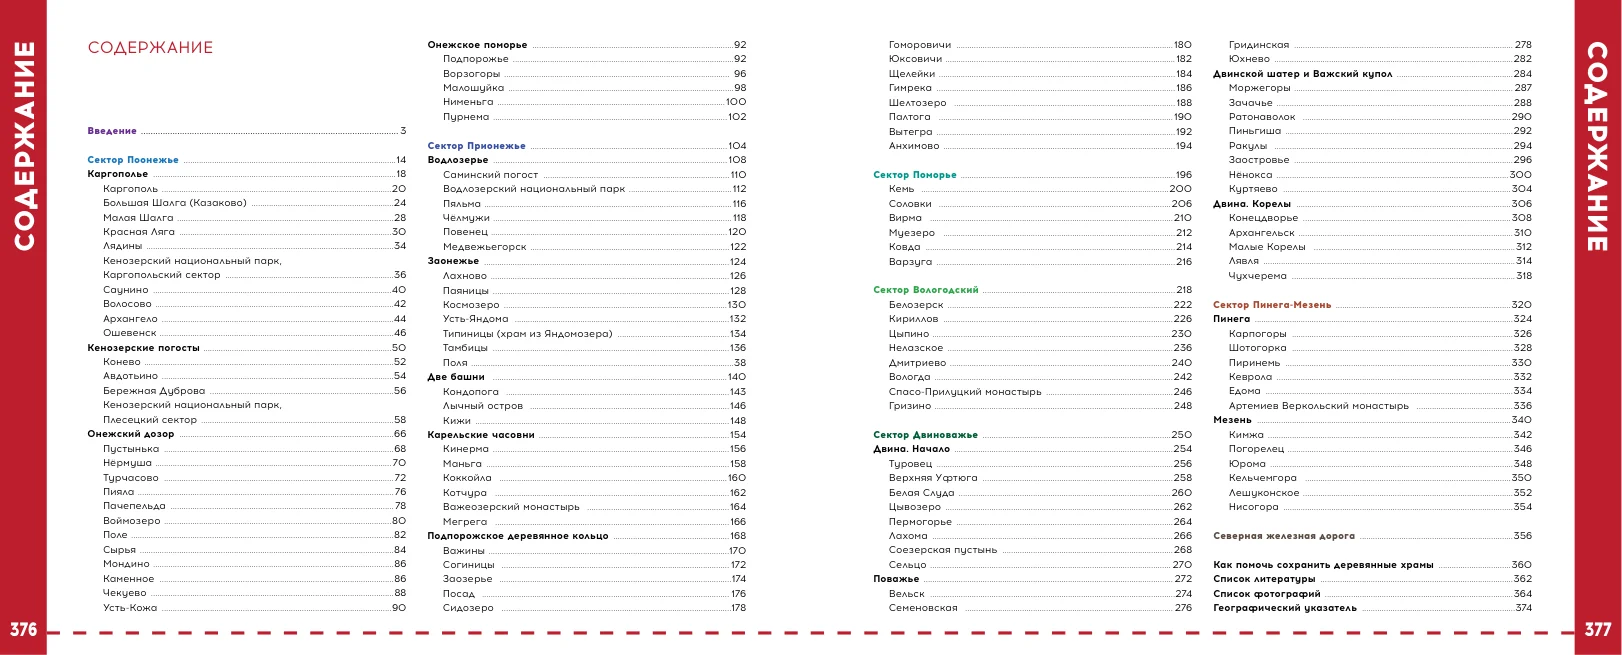 СОДЕРЖАНИЕ
СОДЕРЖАНИЕ
Введение 3
Сектор Поонежье 14
Каргополье 18
Каргополь 20
Большая Шалга (Казаково) 24
Малая Шалга 28
Красная Ляга 30
Лядины 34
Кенозерский национальный парк,
Каргопольский сектор 36
Саунино 40
Волосово 42
Архангело 44
Ошевенск 46
Кенозерские погосты 50
Конево 52
Авдотьино 54
Бережная Дуброва 56
Кенозерский национальный парк,
Плесецкий сектор 58
Онежский дозор 66
Пустынька 68
Нермуша 70
Турчасово 72
Пияла 76
Пачепельда 78
Воймозеро 80
Поле 82
Сырья 84
Мондино 86
Каменное 86
Чекуево 88
Усть-Кожа 90
Онежское поморье 92
Подпорожье 92
Ворзогоры 96
Малошуйка 98
Нименьга 100
Пурнема 102
Сектор Прионежье 104
Водлозерье 108
Саминский погост 110
Водлозерский национальный парк 112
Пяльма 116
Чёлмужи 118
Повенец 120
Медвежьегорск 122
Заонежье 124
Лахново 126
Паяницы 128
Космозеро 130
Усть-Яндома 132
Типиницы (храм из Яндомозера) 134
Тамбицы 136
Поля 38
Две башни 140
Кондопога 143
Лычный остров 146
Кижи 148
Карельские часовни 154
Кинерма 156
Маньга 158
Коккойла 160
Котчура 162
Важеозерский монастырь 164
Мегрега 166
Подпорожское деревянное кольцо 168
Важины 170
Согиницы 172
Заозерье 174
Посад 176
Сидозеро 178
376
Гоморовичи 180
Юксовичи 182
Щелейки 184
Гимрека 186
Шелтозеро 188
Палтога 190
Вытегра 192
Анхимово 194
Сектор Поморье 196
Кемь 200
Соловки 206
Вирма 210
Муезеро 212
Ковда 214
Варзуга 216
Сектор Вологодский 218
Белозерск 222
Кириллов 226
Цыпино 230
Нелазское 236
Дмитриево 240
Вологда 242
Спасо-Прилуцкий монастырь 246
Гризино 248
Сектор Двиноважье 250
Двина. Начало 254
Туровец 256
Верхняя Уфтюга 258
Белая Слуда 260
Цывозеро 262
Пермогорье 264
Лахома 266
Соезерская пустынь 268
Сельцо 270
Поважье 272
Вельск 274
Семеновская 276
Гридинская 278
Юхнево 282
Двинской шатер и Важский купол 284
Моржегоры 287
Зачачье 288
Ратонаволок 290
Пиньгиша 292
Ракулы 294
Заостровье 296
Нёнокса 300
Куртяево 304
Двина. Корелы 306
Конецдворье 308
Архангельск 310
Малые Корелы 312
Лявля 314
Чухчерема 318
Сектор Пинега-Мезень 320
Пинега 324
Карпогоры 326
Шотогорка 328
Пиринемь 330
Кеврола 332
Едома 334
Артемиев Веркольский монастырь 336
Мезень 340
Кимжа 342
Погорелец 346
Юрома 348
Кельчемгора 350
Лешуконское 352
Нисогора 354
Северная железная дорога 356
Как помочь сохранить деревянные храмы 360
Список литературы 362
Список фотографий 364
Географический указатель 374
СОДЕРЖАНИЕ
377